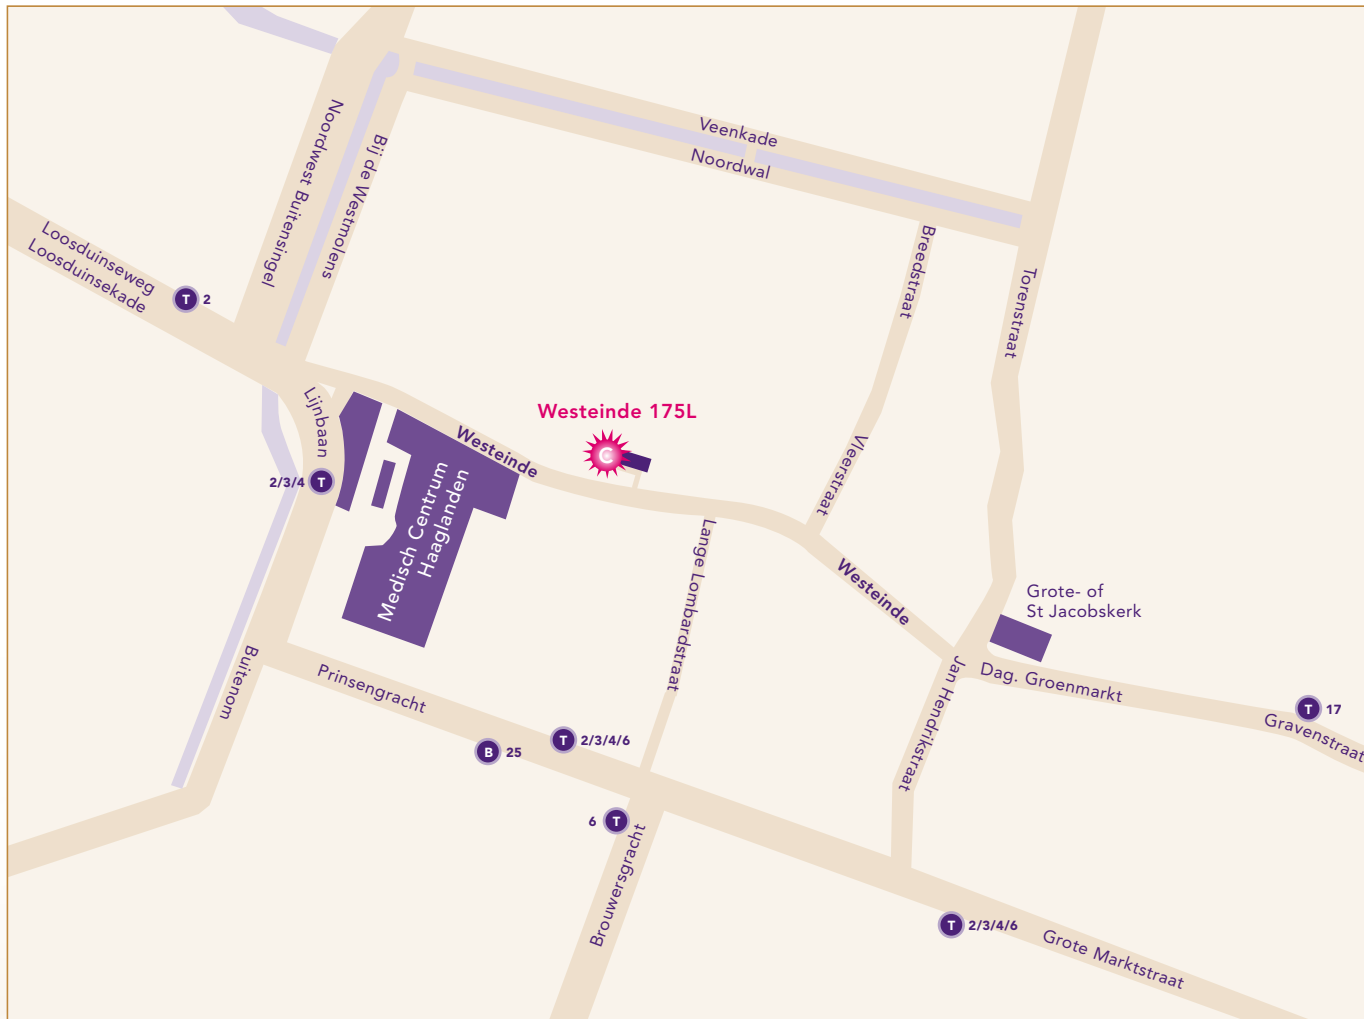 Veenkade
Noordwal
Noordwest Buitensingel
Bij de Westmolens
Loosduinseweg
Loosduinsekade
T 2
Breedstraat
Torenstraat
Lijnbaan
Westeinde 175L
C
Westeinde
2/3/4 T
Medisch Centrum
Haaglanden
Vleerstraat
Lange Lombardstraat
Westeinde
Grote- of
St Jacobskerk
Buitenom
Prinsengracht
Jan Hendrikstraat
Dag. Groenmarkt
T 17
Gravenstraat
T 2/3/4/6
B 25
6 T
Brouwersgracht
T 2/3/4/6
Grote Marktstraat